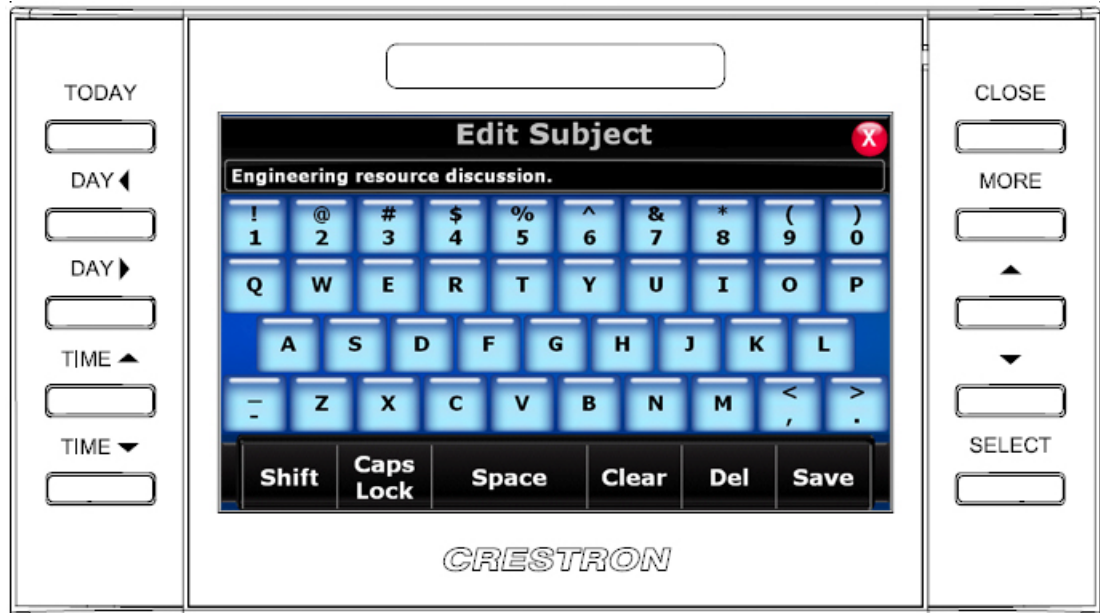 TODAY
DAY
DAY
TIME
TIME
Edit Subject
X
Engineering resource discussion.
! @ # $ % ^ & * ( )
1 2 3 4 5 6 7 8 9 0
Q W E R T Y U I O P
A S D F G H J K L
_ < >
- Z X C V B N M , .
Shift Caps Lock Space Clear Del Save
CRESTRON
CLOSE
MORE
SELECT